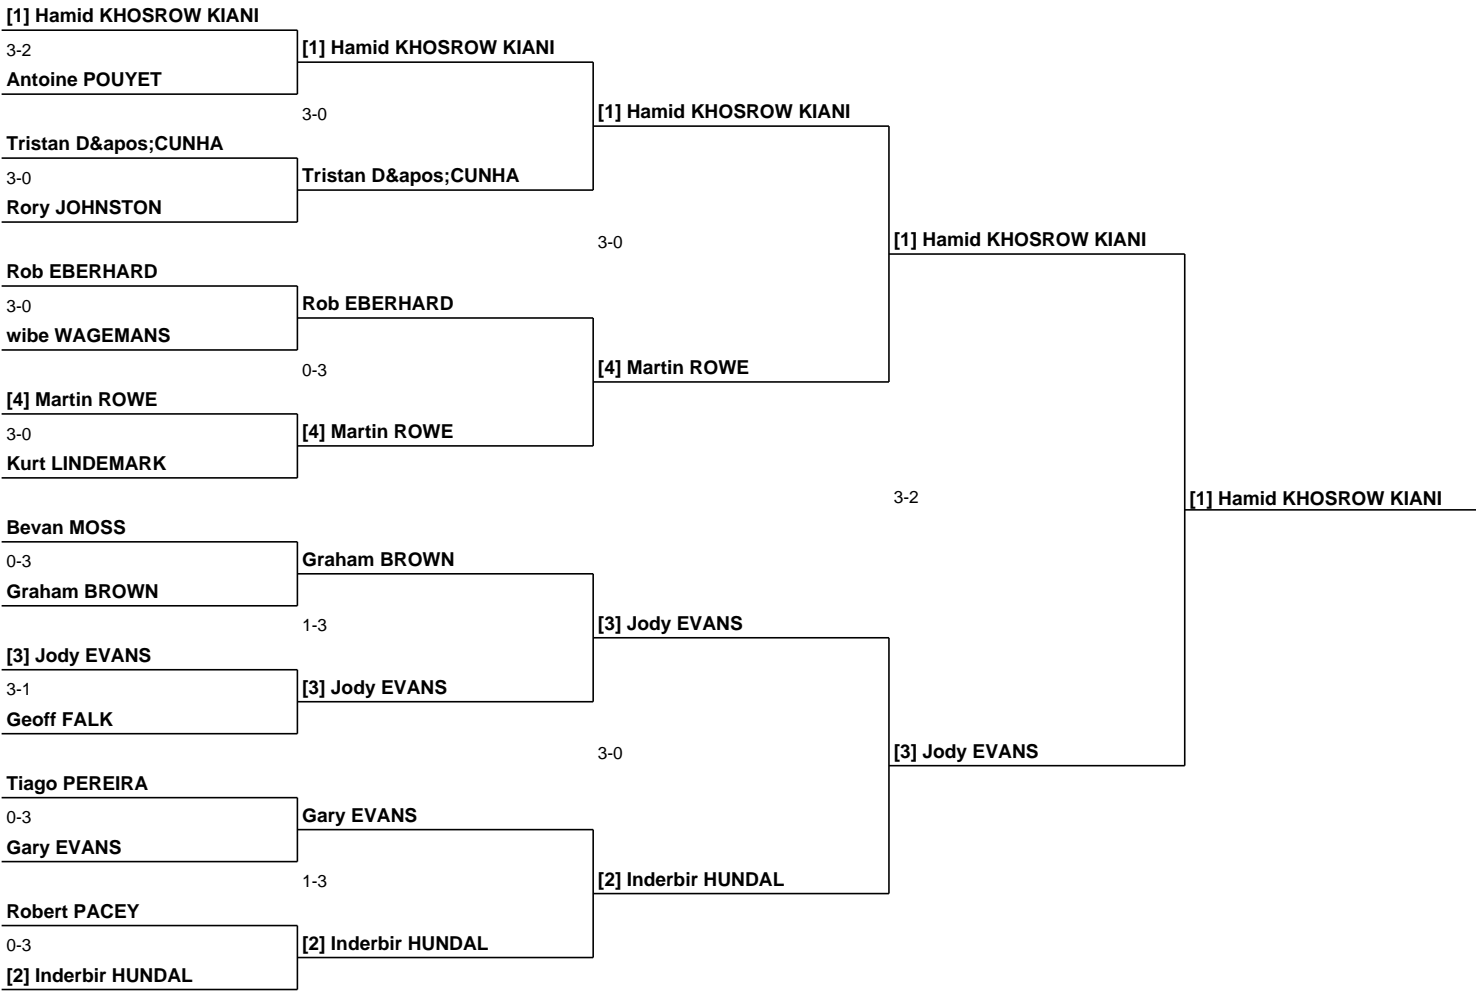 [1] Hamid KHOSROW KIANI
3-2
Antoine POUYET
Tristan D&apos;CUNHA
3-0
Rory JOHNSTON
Rob EBERHARD
3-0
wibe WAGEMANS
[4] Martin ROWE
3-0
Kurt LINDEMARK
Bevan MOSS
0-3
Graham BROWN
[3] Jody EVANS
3-1
Geoff FALK
Tiago PEREIRA
0-3
Gary EVANS
Robert PACEY
0-3
[2] Inderbir HUNDAL
[1] Hamid KHOSROW KIANI
3-0
Tristan D&apos;CUNHA
Rob EBERHARD
0-3
[4] Martin ROWE
Graham BROWN
1-3
[3] Jody EVANS
Gary EVANS
1-3
[2] Inderbir HUNDAL
[1] Hamid KHOSROW KIANI
3-0
[4] Martin ROWE
[3] Jody EVANS
3-0
[2] Inderbir HUNDAL
[1] Hamid KHOSROW KIANI
3-2
[3] Jody EVANS
[1] Hamid KHOSROW KIANI